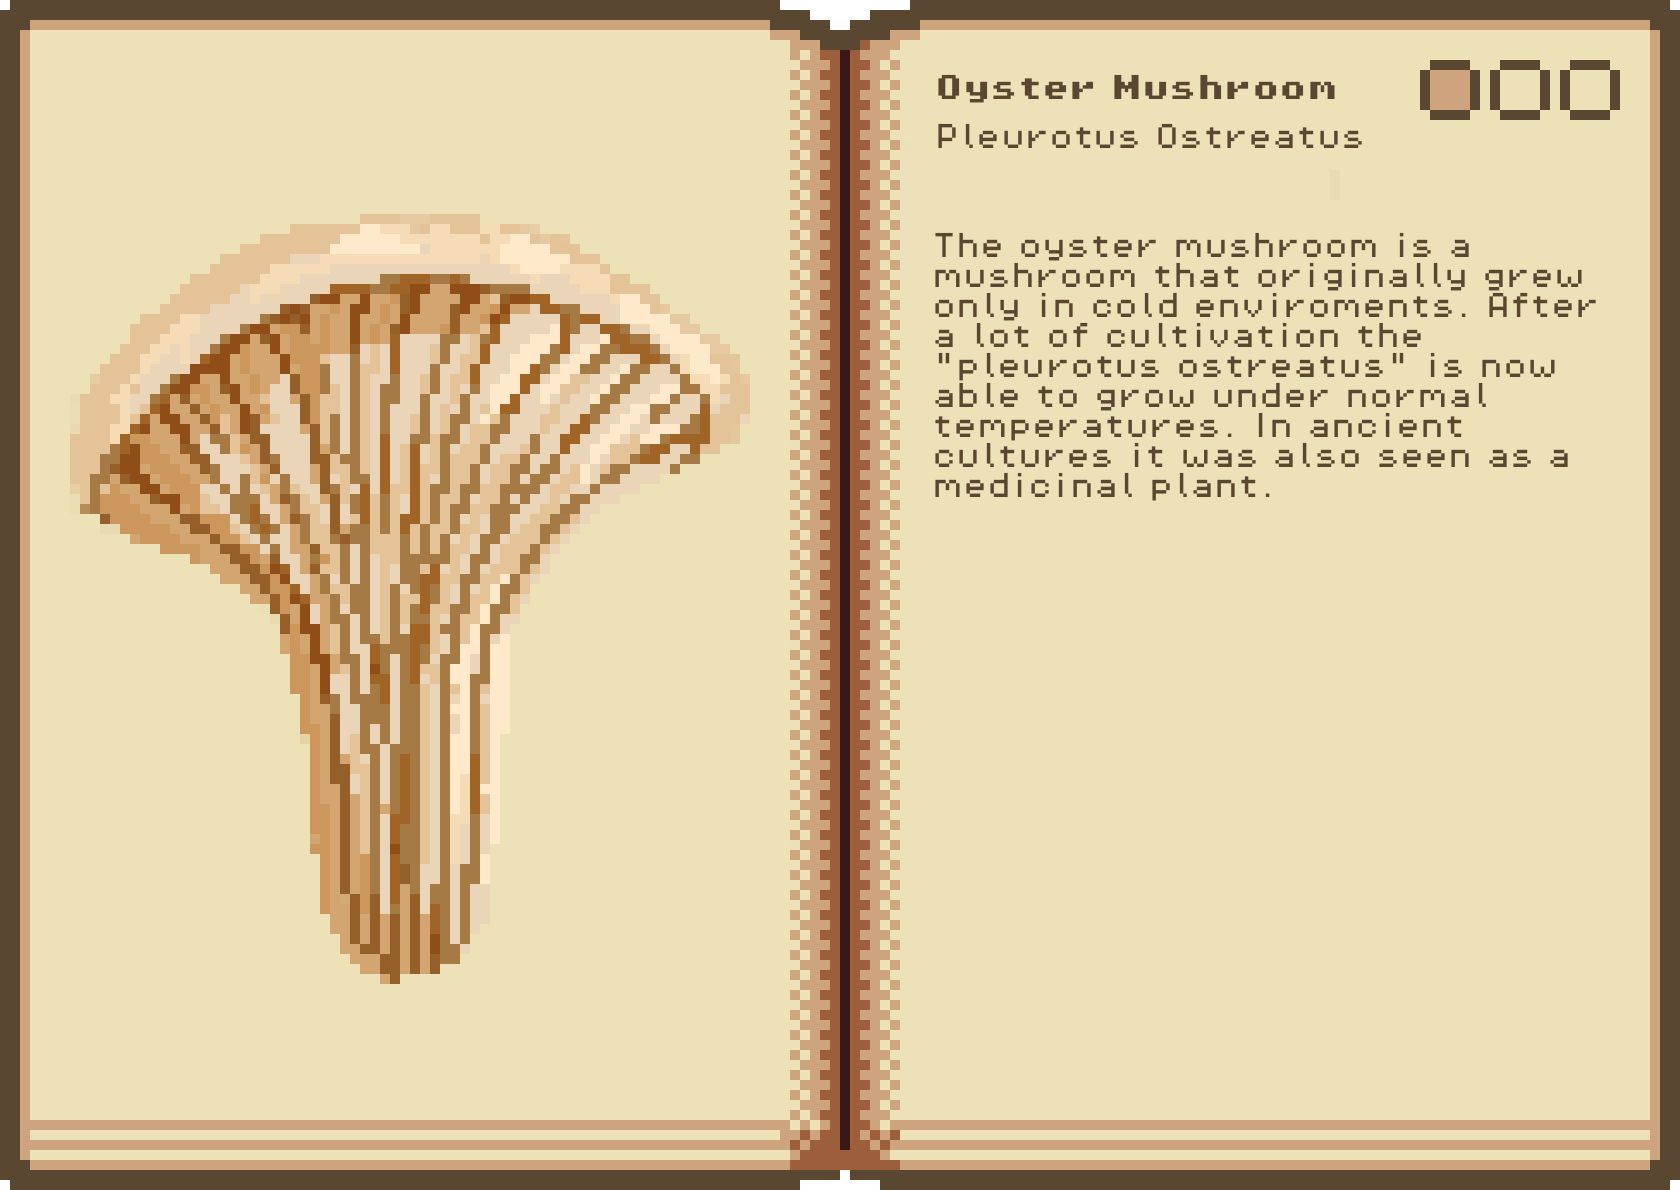 Oyster Mushroom
Pleurotus Ostreatus
The oyster mushroom is a
mushroom that originally grew
only in cold enviroments. After
a lot of cultivation the
"pleurotus ostreatus" is now
able to grow under normal
temperatures. In ancient
cultures it was also seen as a
medicinal plant.